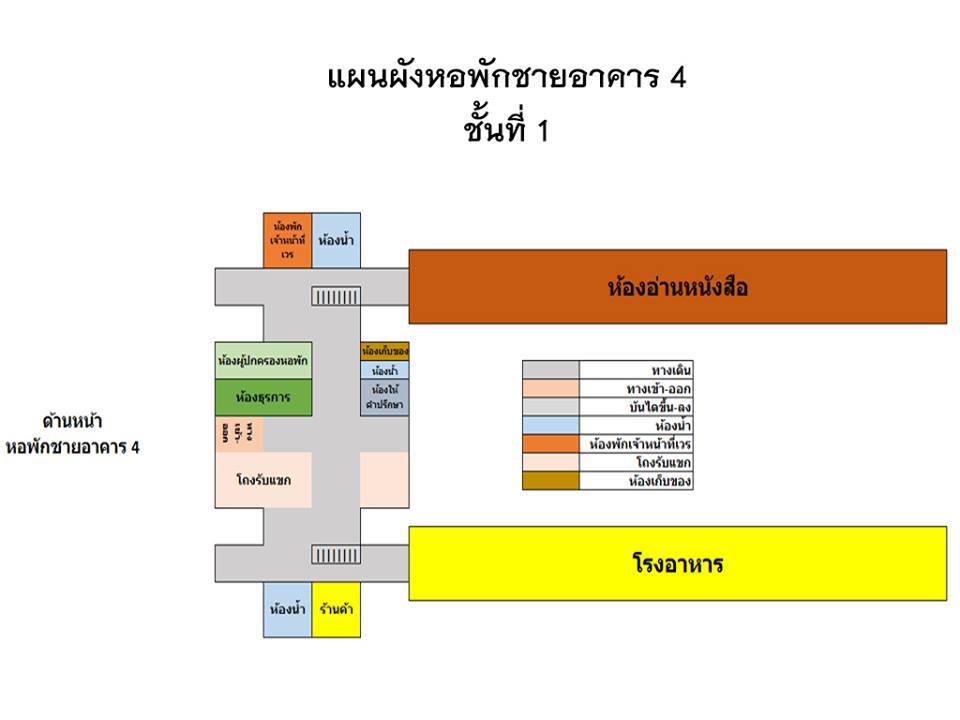 แผนผังหอพักชายอาคาร 4
ชั้นที่ 1
ห้องพัก
เจ้าหน้าที่
เวร
ห้องน้ำ
ห้องอ่านหนังสือ
ห้องผู้ปกครองหอพัก
ห้องเก็บของ
ห้องน้ำ
ห้องธุรการ
ห้องให้
คำปรึกษา
ด้านหน้า
หอพักชายอาคาร 4
ทาง
เข้า-
ออก
โถงรับแขก
ทางเดิน
ทางเข้า-ออก
บันไดขึ้น-ลง
ห้องน้ำ
ห้องพักเจ้าหน้าที่เวร
โถงรับแขก
ห้องเก็บของ
โรงอาหาร
ห้องน้ำ
ร้านค้า